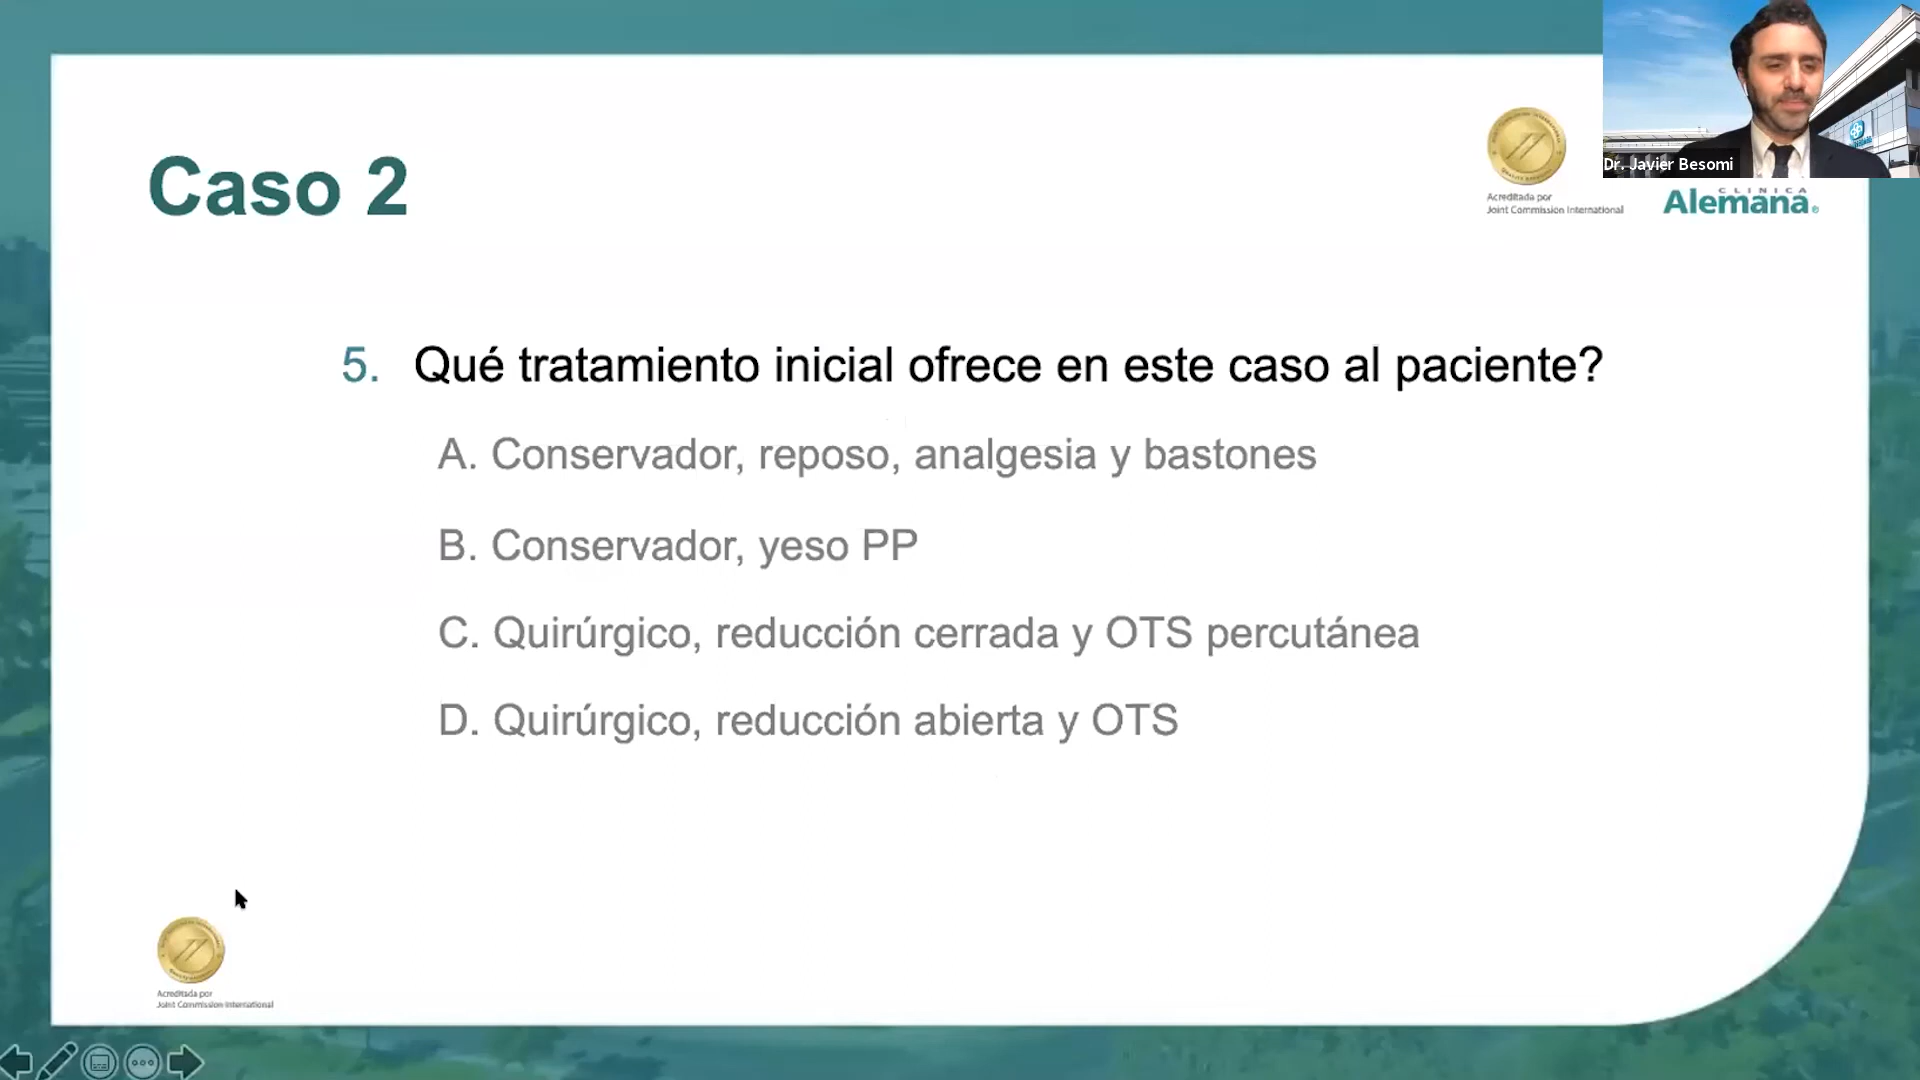 Caso 2
Acreditada por
Joint Commission International
CLINICA
Alemana
Dr. Javier Besomi
5. Qué tratamiento inicial ofrece en este caso al paciente?
A. Conservador, reposo, analgesia y bastones
B. Conservador, yeso PP
C. Quirúrgico, reducción cerrada y OTS percutánea
D. Quirúrgico, reducción abierta y OTS
Acreditada por
Joint Commission International